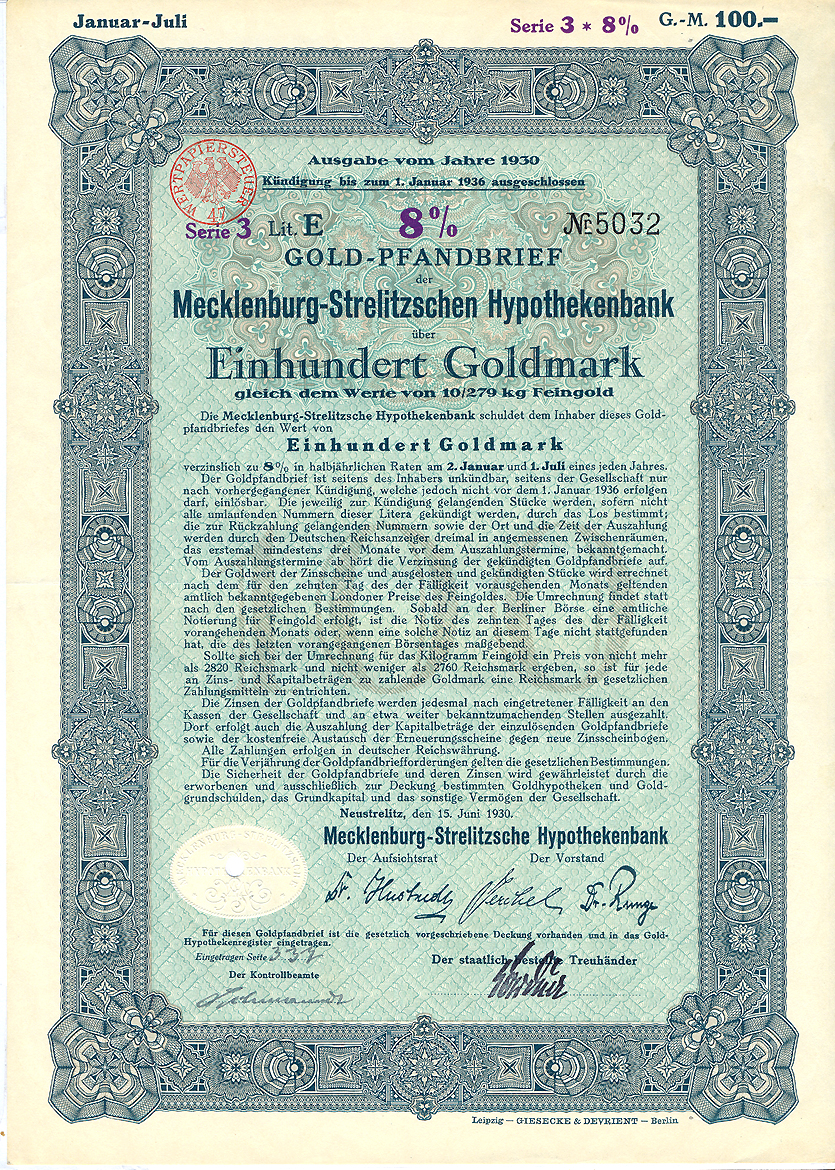 Januar-Juli
Serie 3 * 8% G.-M. 100.—
WERTPAPIERSTEUER
47
Ausgabe vom Jahre 1930
Kündigung bis zum 1. Januar 1936 ausgeschlossen
Serie 3 Lit. E 8% № 5032
GOLD-PFANDBRIEF
der
Mecklenburg-Strelitzschen Hypothekenbank
über
Einhundert Goldmark
gleich dem Werte von 10/279 kg Feingold
Die Mecklenburg-Strelitzsche Hypothekenbank schuldet dem Inhaber dieses Gold-
pfandbriefes den Wert von
Einhundert Goldmark
verzinslich zu 8% in halbjährlichen Raten am 2. Januar und 1. Juli eines jeden Jahres.
Der Goldpfandbrief ist seitens des Inhabers unkündbar, seitens der Gesellschaft nur
nach vorhergegangener Kündigung, welche jedoch nicht vor dem 1. Januar 1936 erfolgen
darf, einlösbar. Die jeweilig zur Kündigung gelangenden Stücke werden, sofern nicht
alle umlaufenden Nummern dieser Litera gekündigt werden, durch das Los bestimmt;
die zur Rückzahlung gelangenden Nummern sowie der Ort und die Zeit der Auszahlung
werden durch den Deutschen Reichsanzeiger dreimal in angemessenen Zwischenräumen,
das erstemal mindestens drei Monate vor dem Auszahlungstermine, bekanntgemacht.
Vom Auszahlungstermine ab hört die Verzinsung der gekündigten Goldpfandbriefe auf.
Der Goldwert der Zinsscheine und ausgelosten und gekündigten Stücke wird errechnet
nach dem für den zehnten Tag des der Fälligkeit vorausgehenden Monats geltenden
amtlich bekanntgegebenen Londoner Preise des Feingoldes. Die Umrechnung findet statt
nach den gesetzlichen Bestimmungen. Sobald an der Berliner Börse eine amtliche
Notierung für Feingold erfolgt, ist die Notiz des zehnten Tages des der Fälligkeit
vorangehenden Monats oder, wenn eine solche Notiz an diesem Tage nicht stattgefunden
hat, die des letzten vorangegangenen Börsentages maßgebend.
Sollte sich bei der Umrechnung für das Kilogramm Feingold ein Preis von nicht mehr
als 2820 Reichsmark und nicht weniger als 2760 Reichsmark ergeben, so ist für jede
an Zins- und Kapitalbeträgen zu zahlende Goldmark eine Reichsmark in gesetzlichen
Zahlungsmitteln zu entrichten.
Die Zinsen der Goldpfandbriefe werden jedesmal nach eingetretener Fälligkeit an den
Kassen der Gesellschaft und an etwa weiter bekanntzumachenden Stellen ausgezahlt.
Dort erfolgt auch die Auszahlung der Kapitalbeträge der einzulösenden Goldpfandbriefe
sowie der kostenfreie Austausch der Erneuerungsscheine gegen neue Zinsscheinbogen.
Alle Zahlungen erfolgen in deutscher Reichswährung.
Für die Verjährung der Goldpfandbriefforderungen gelten die gesetzlichen Bestimmungen.
Die Sicherheit der Goldpfandbriefe und deren Zinsen wird gewährleistet durch die
erworbenen und ausschließlich zur Deckung bestimmten Goldhypotheken und Gold-
grundschulden, das Grundkapital und das sonstige Vermögen der Gesellschaft.
Neustrelitz, den 15. Juni 1930.
Mecklenburg-Strelitzsche Hypothekenbank
Der Aufsichtsrat Der Vorstand
Dr. Runge
Für diesen Goldpfandbrief ist die gesetzlich vorgeschriebene Deckung vorhanden und in das Gold-
Hypothekenregister eingetragen.
Eingetragen Seite
Der staatlich bestellte Treuhänder
Der Kontrollbeamte
Leipzig — GIESECKE & DEVRIENT — Berlin